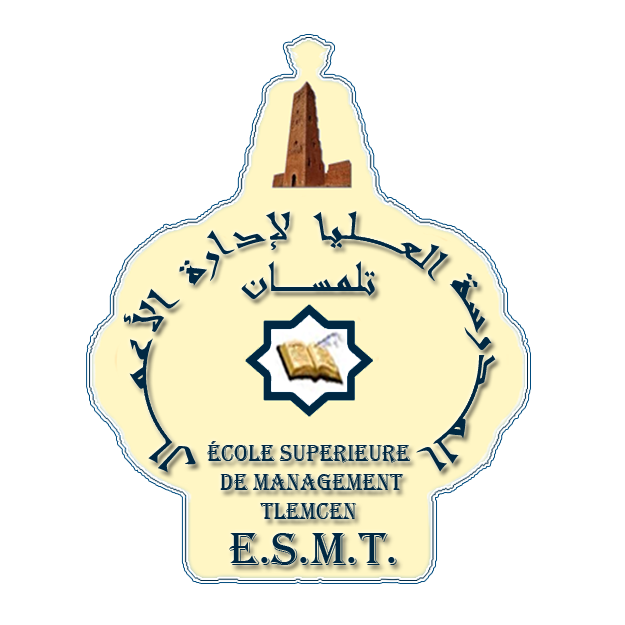 المدرسة العليا لإدارة الأعمال
تلمسان
ÉCOLE SUPERIEURE
DE MANAGEMENT
TLEMCEN
E.S.M.T.